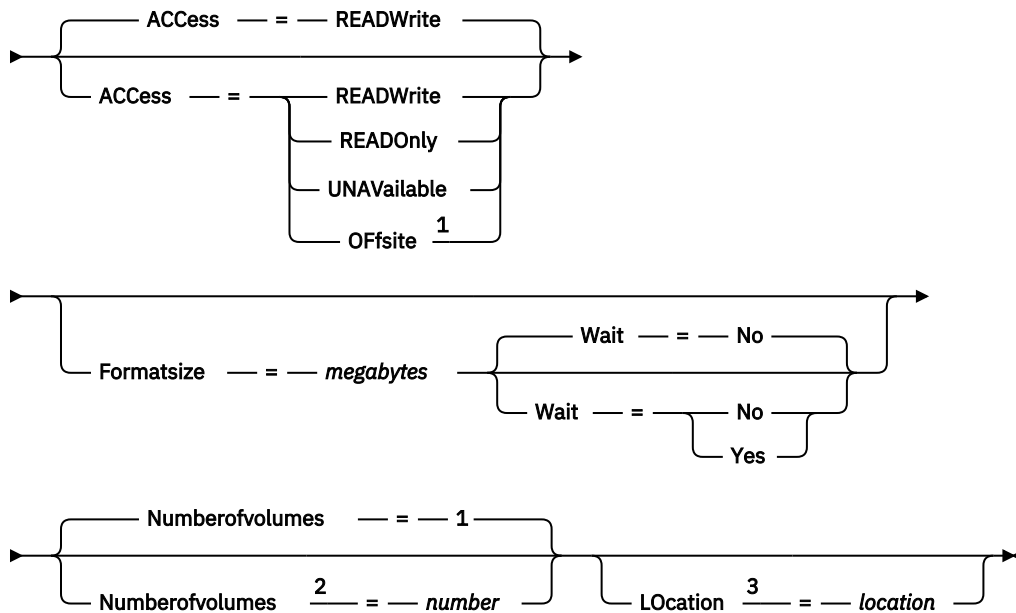 ACCess = READWrite
ACCess = READWrite
READOnly
UNAVailable
OFfsite 1
Wait = No
Formatsize = megabytes
Wait = No
Yes
Numberofvolumes = 1
Numberofvolumes 2 = number LOcation 3 = location